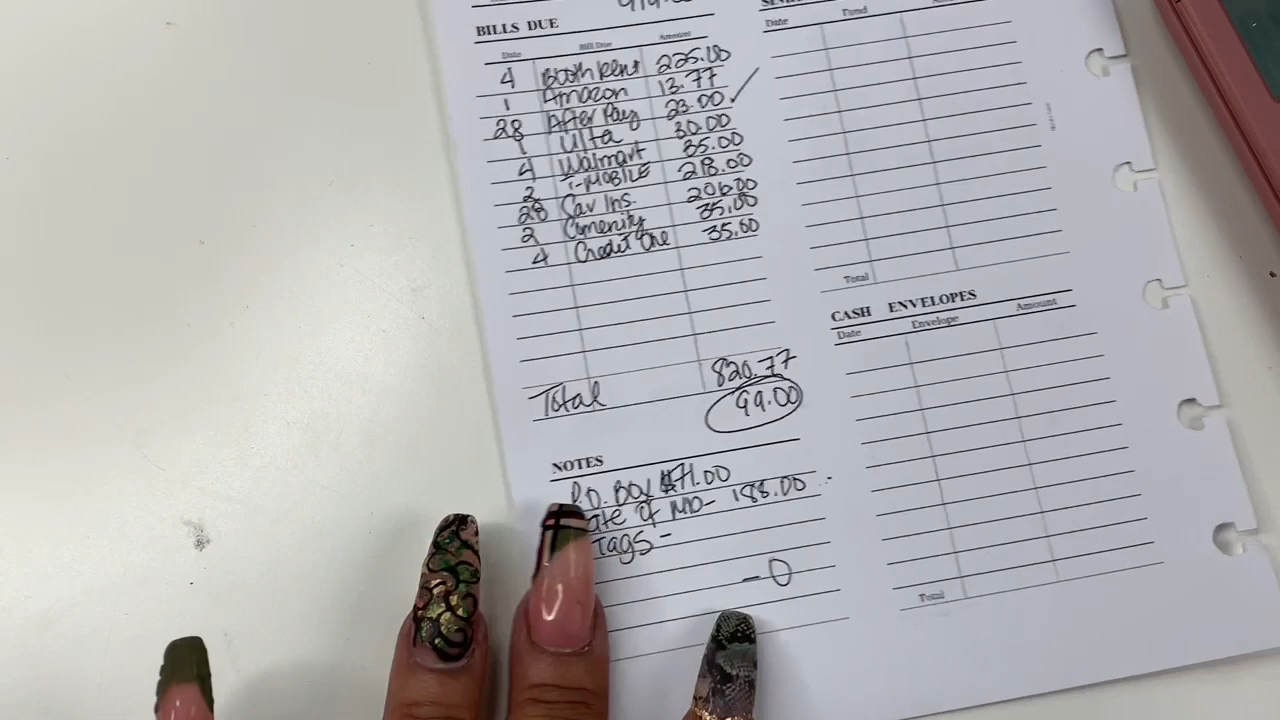 BILLS DUE
Date Bill Due Amount
4 Booth Rent 225.00
1 Amazon 13.77
28 After Pay 23.00 ✓
1 Ulta 30.00
4 Walmart 35.00
2 T-MOBILE 218.00
28 Car Ins. 206.00
2 Comenity 35.00
4 Credit One 35.00
Total 820.77
99.00
NOTES
P.O. BOX $71.00
ate of MD- 188.00
Tags-
- 0
Date Fund
Total
CASH ENVELOPES
Date Envelope Amount
Total